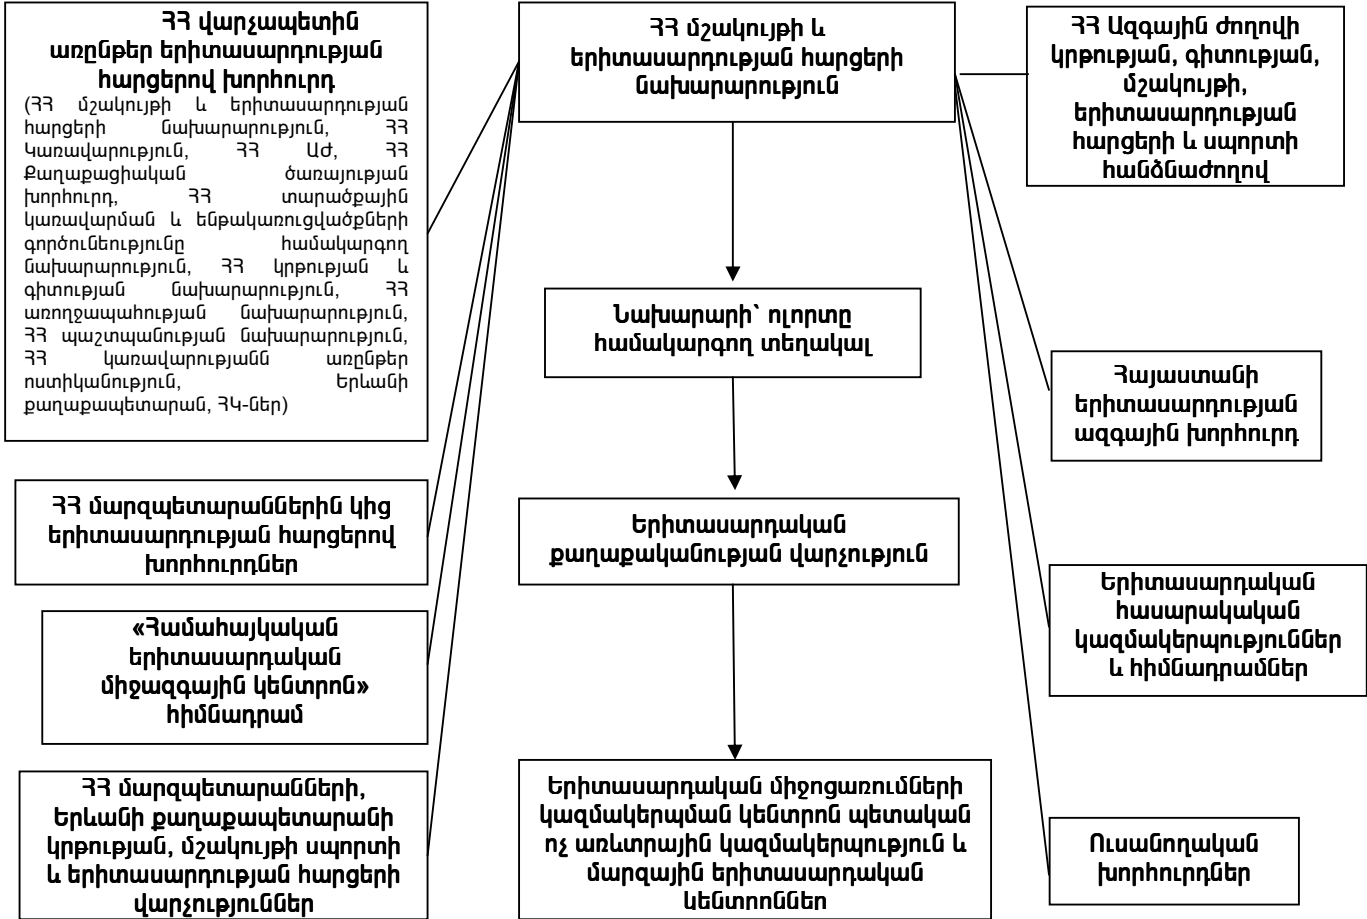 ՀՀ վարչապետին
առընթեր երիտասարդության
հարցերով խորհուրդ
(ՀՀ մշակույթի և երիտասարդության
հարցերի նախարարություն, ՀՀ
Կառավարություն, ՀՀ ԱԺ, ՀՀ
Քաղաքացիական ծառայության
խորհուրդ, ՀՀ տարածքային
կառավարման և ենթակառուցվածքների
գործունեությունը համակարգող
նախարարություն, ՀՀ կրթության և
գիտության նախարարություն, ՀՀ
առողջապահության նախարարություն,
ՀՀ պաշտպանության նախարարություն,
ՀՀ կառավարությանն առընթեր
ոստիկանություն, Երևանի
քաղաքապետարան, ՀԿ-ներ)
ՀՀ մարզպետարաններին կից
երիտասարդության հարցերով
խորհուրդներ
«Համահայկական
երիտասարդական
միջազգային կենտրոն»
հիմնադրամ
ՀՀ մարզպետարանների,
Երևանի քաղաքապետարանի
կրթության, մշակույթի սպորտի
և երիտասարդության հարցերի
վարչություններ
ՀՀ մշակույթի և
երիտասարդության հարցերի
նախարարություն
Նախարարի՝ ոլորտը
համակարգող տեղակալ
Երիտասարդական
քաղաքականության վարչություն
Երիտասարդական միջոցառումների
կազմակերպման կենտրոն պետական
ոչ առևտրային կազմակերպություն և
մարզային երիտասարդական
կենտրոններ
ՀՀ Ազգային ժողովի
կրթության, գիտության,
մշակույթի,
երիտասարդության
հարցերի և սպորտի
հանձնաժողով
Հայաստանի
երիտասարդության
ազգային խորհուրդ
Երիտասարդական
հասարակական
կազմակերպություններ
և հիմնադրամներ
Ուսանողական
խորհուրդներ